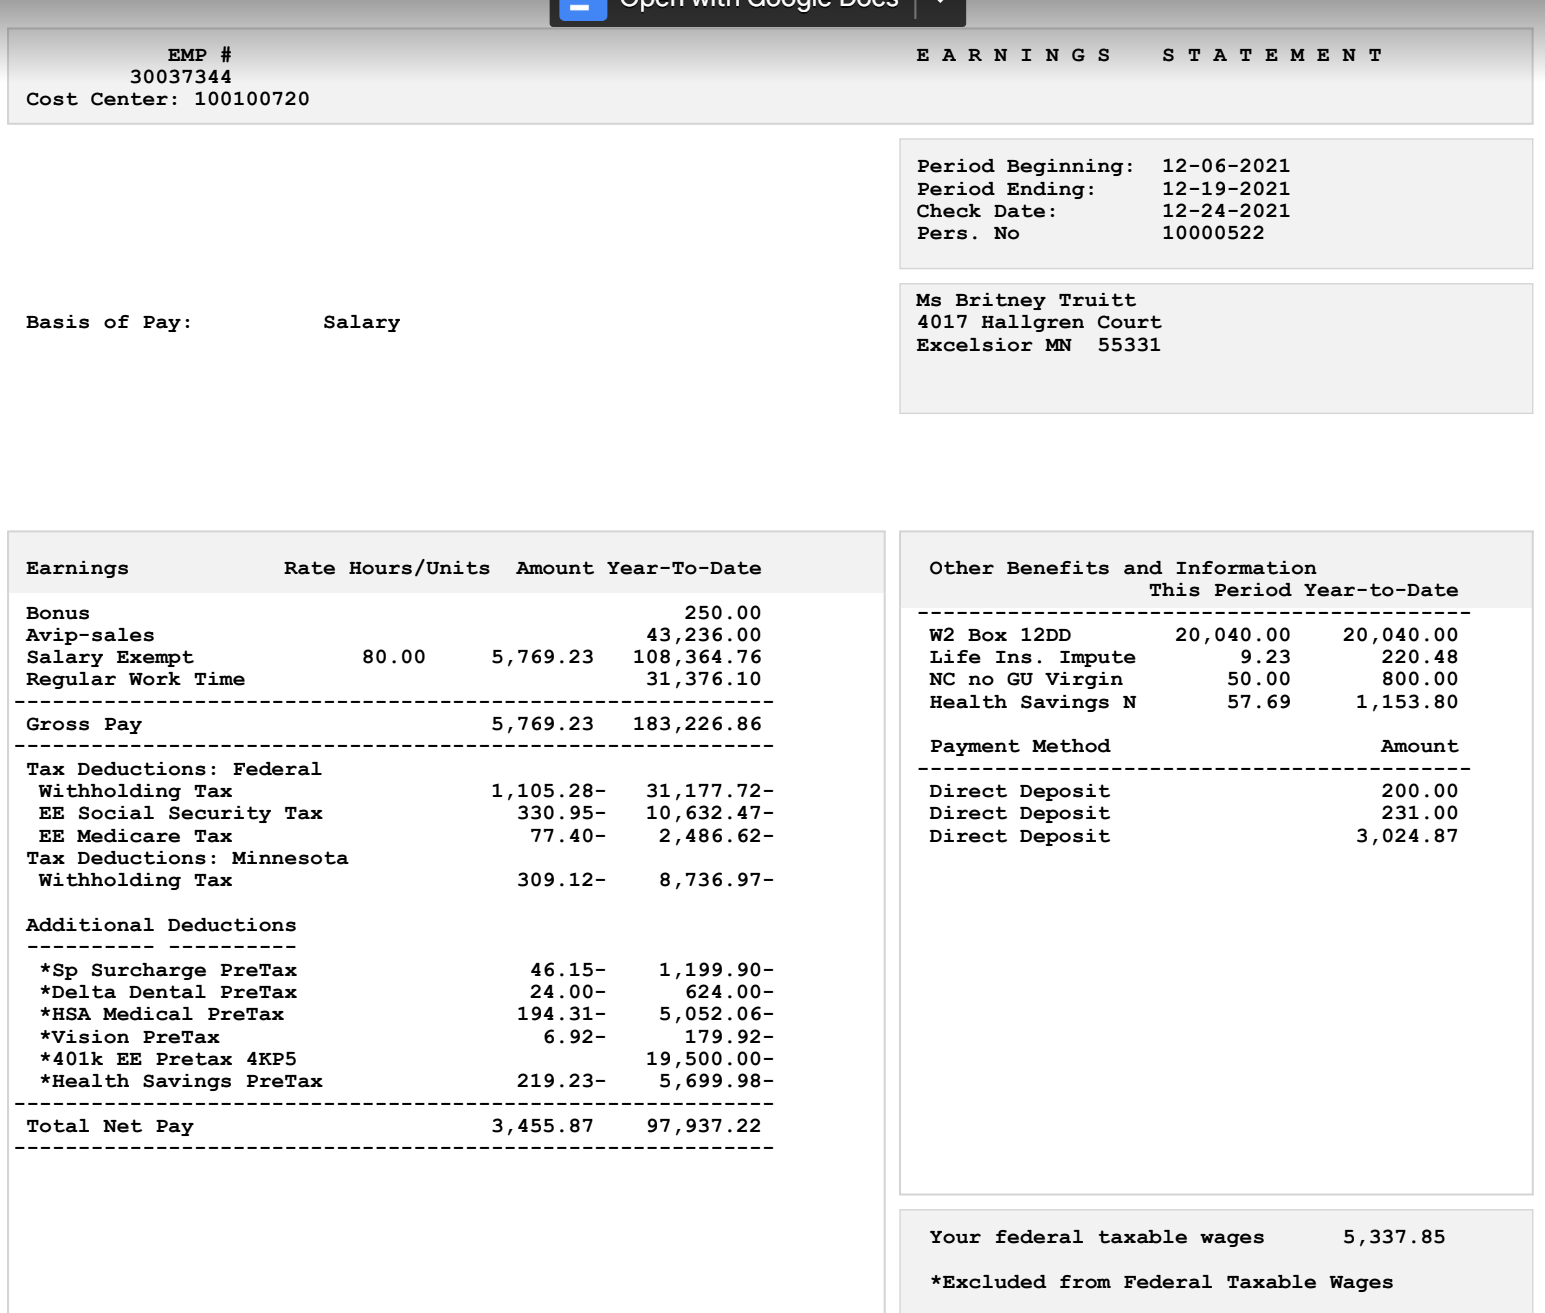 Open with Google Docs
EMP #
30037344
Cost Center: 100100720
E A R N I N G S   S T A T E M E N T
Period Beginning: 12-06-2021
Period Ending: 12-19-2021
Check Date: 12-24-2021
Pers. No 10000522
Basis of Pay: Salary
Ms Britney Truitt
4017 Hallgren Court
Excelsior MN 55331
Earnings Rate Hours/Units Amount Year-To-Date
Bonus 250.00
Avip-sales 43,236.00
Salary Exempt 80.00 5,769.23 108,364.76
Regular Work Time 31,376.10
Gross Pay 5,769.23 183,226.86
Tax Deductions: Federal
Withholding Tax 1,105.28- 31,177.72-
EE Social Security Tax 330.95- 10,632.47-
EE Medicare Tax 77.40- 2,486.62-
Tax Deductions: Minnesota
Withholding Tax 309.12- 8,736.97-
Additional Deductions
*Sp Surcharge PreTax 46.15- 1,199.90-
*Delta Dental PreTax 24.00- 624.00-
*HSA Medical PreTax 194.31- 5,052.06-
*Vision PreTax 6.92- 179.92-
*401k EE Pretax 4KP5 19,500.00-
*Health Savings PreTax 219.23- 5,699.98-
Total Net Pay 3,455.87 97,937.22
Other Benefits and Information
This Period Year-to-Date
W2 Box 12DD 20,040.00 20,040.00
Life Ins. Impute 9.23 220.48
NC no GU Virgin 50.00 800.00
Health Savings N 57.69 1,153.80
Payment Method Amount
Direct Deposit 200.00
Direct Deposit 231.00
Direct Deposit 3,024.87
Your federal taxable wages 5,337.85
*Excluded from Federal Taxable Wages